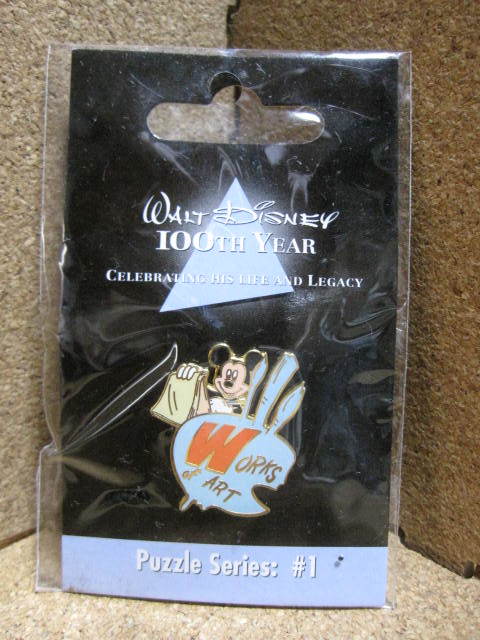 WALT DISNEY
100TH YEAR
CELEBRATING HIS LIFE AND LEGACY
WORKS
OF ART
Puzzle Series: #1